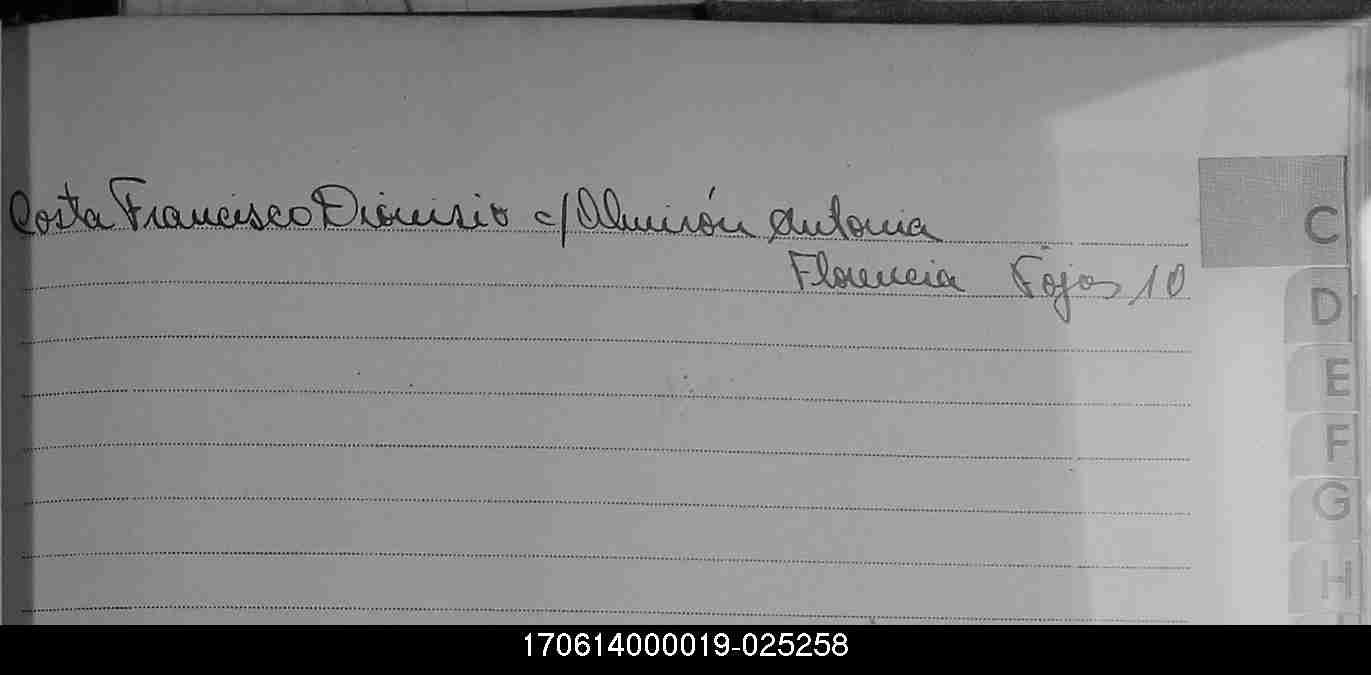 Costa Francisco Dionisio c/ Almirón Antonia
Florencia Fojas 10
C
D
E
F
G
H
170614000019-025258